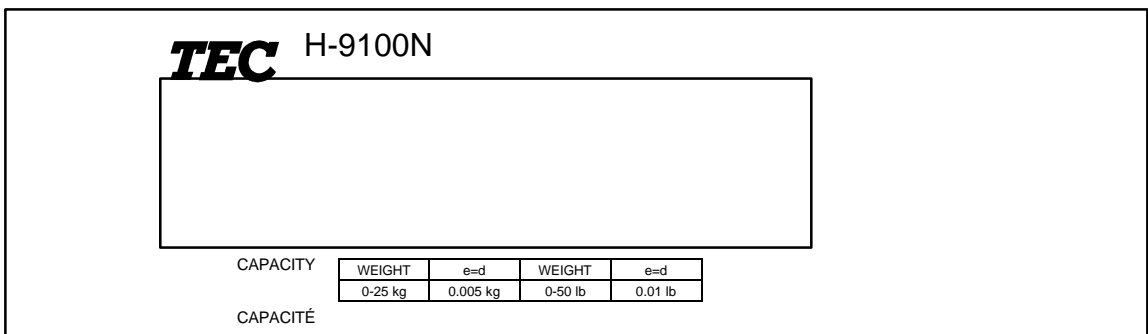 TEC H-9100N
CAPACITY WEIGHT e=d WEIGHT e=d
0-25 kg 0.005 kg 0-50 lb 0.01 lb
CAPACITÉ